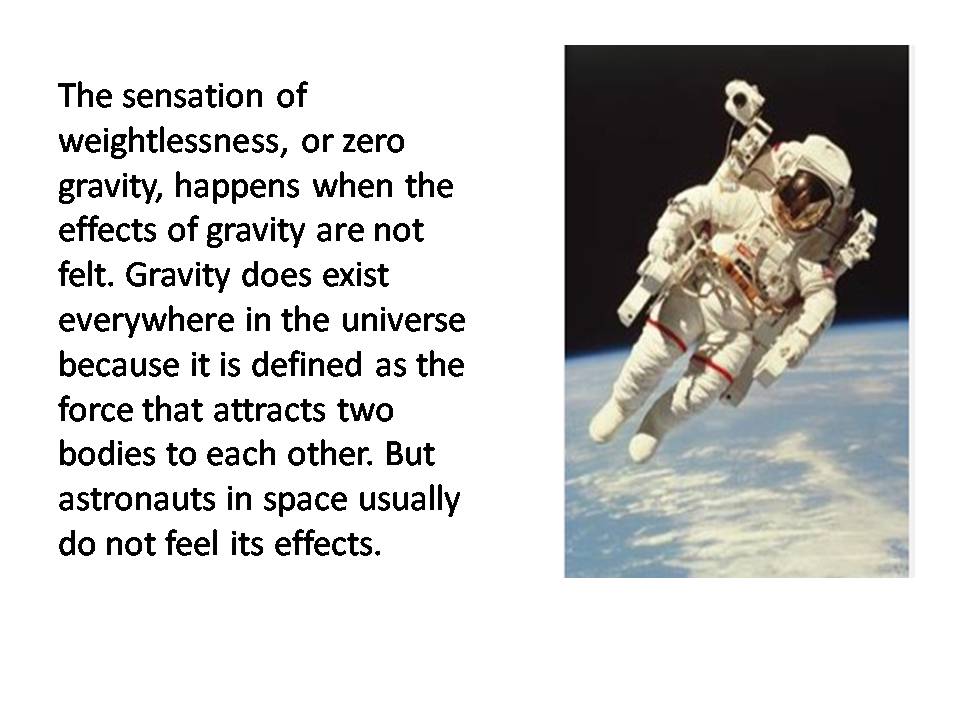 The sensation of
weightlessness, or zero
gravity, happens when the
effects of gravity are not
felt. Gravity does exist
everywhere in the universe
because it is defined as the
force that attracts two
bodies to each other. But
astronauts in space usually
do not feel its effects.